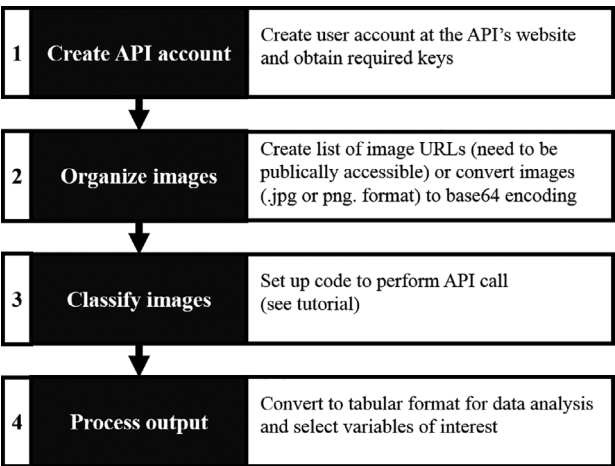 1
Create API account
Create user account at the API's website
and obtain required keys
2
Organize images
Create list of image URLs (need to be
publically accessible) or convert images
(.jpg or png. format) to base64 encoding
3
Classify images
Set up code to perform API call
(see tutorial)
4
Process output
Convert to tabular format for data analysis
and select variables of interest